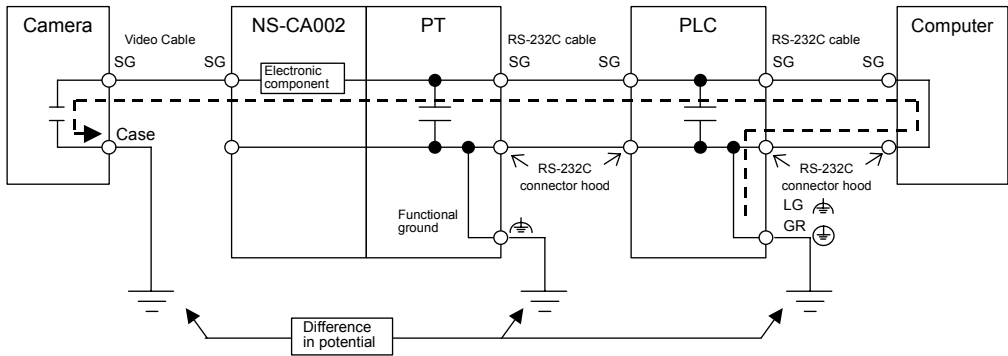 Camera
NS-CA002
PT
PLC
Computer
Video Cable
RS-232C cable
RS-232C cable
SG
SG
SG
SG
SG
SG
Electronic
component
Case
RS-232C
connector hood
RS-232C
connector hood
Functional
ground
LG
GR
Difference
in potential